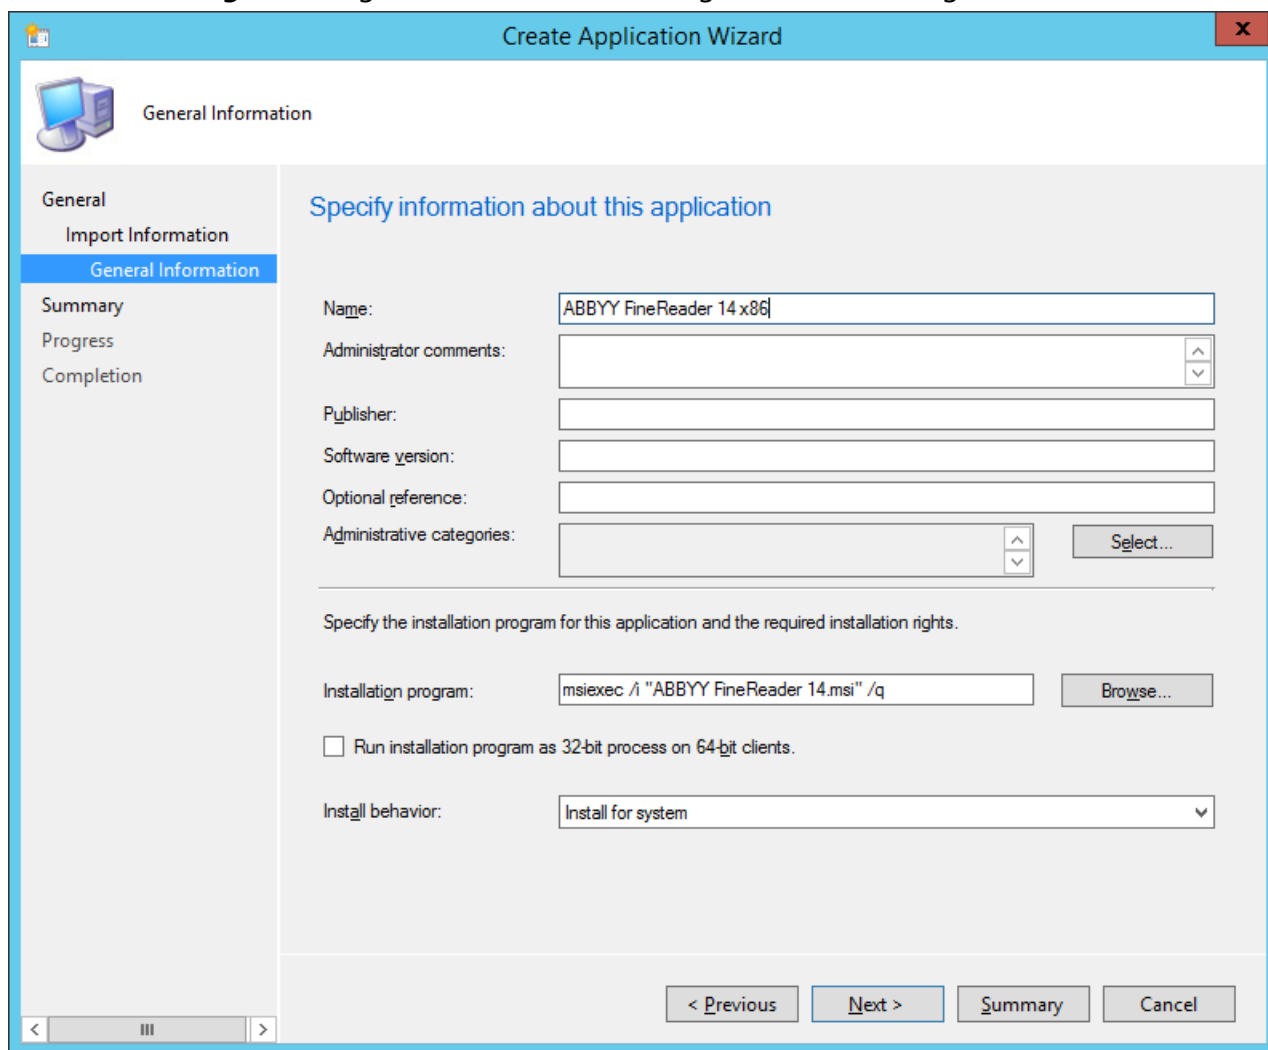 Create Application Wizard
X
General Information
General
Import Information
General Information
Summary
Progress
Completion
Specify information about this application
Name:
ABBYY FineReader 14 x86
Administrator comments:
Publisher:
Software version:
Optional reference:
Administrative categories:
Select...
Specify the installation program for this application and the required installation rights.
Installation program:
msiexec /i "ABBYY FineReader 14.msi" /q
Browse...
Run installation program as 32-bit process on 64-bit clients.
Install behavior:
Install for system
< Previous
Next >
Summary
Cancel